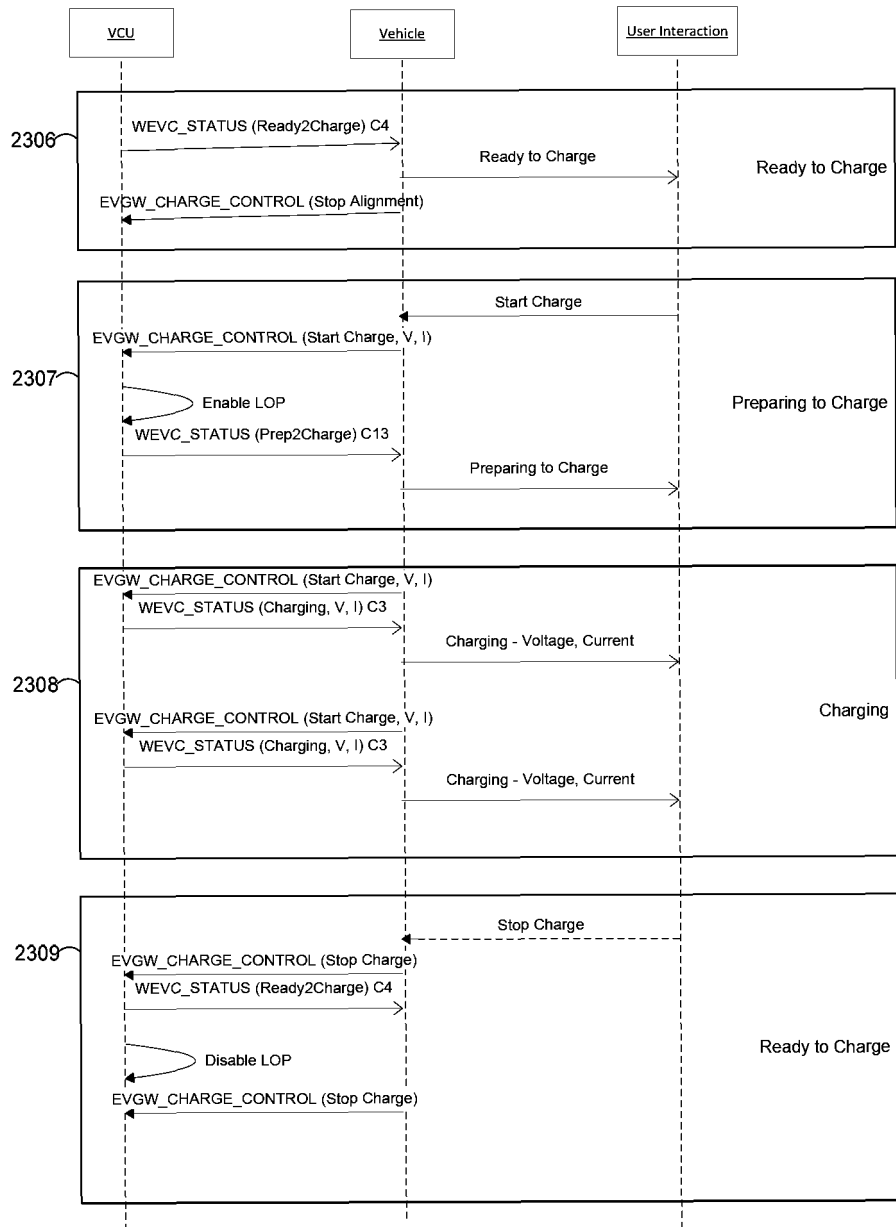 VCU
Vehicle
User Interaction
2306
WEVC_STATUS (Ready2Charge) C4
Ready to Charge
Ready to Charge
EVGW_CHARGE_CONTROL (Stop Alignment)
Start Charge
EVGW_CHARGE_CONTROL (Start Charge, V, I)
2307
Enable LOP
Preparing to Charge
WEVC_STATUS (Prep2Charge) C13
Preparing to Charge
EVGW_CHARGE_CONTROL (Start Charge, V, I)
WEVC_STATUS (Charging, V, I) C3
Charging - Voltage, Current
2308
Charging
EVGW_CHARGE_CONTROL (Start Charge, V, I)
WEVC_STATUS (Charging, V, I) C3
Charging - Voltage, Current
Stop Charge
2309
EVGW_CHARGE_CONTROL (Stop Charge)
WEVC_STATUS (Ready2Charge) C4
Ready to Charge
Disable LOP
EVGW_CHARGE_CONTROL (Stop Charge)